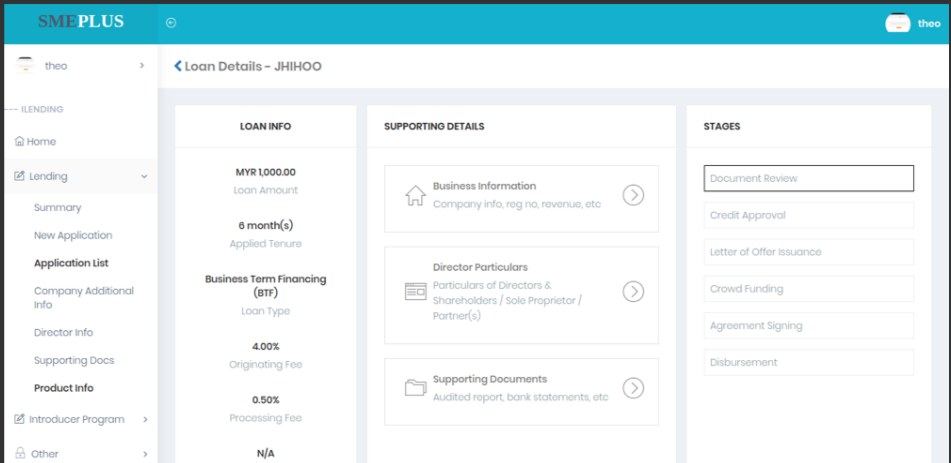 SMEPLUS
theo
theo
--- ILENDING
Home
Lending
Summary
New Application
Application List
Company Additional
Info
Director Info
Supporting Docs
Product Info
Introducer Program
Other
Loan Details - JHIHOO
LOAN INFO
MYR 1,000.00
Loan Amount
6 month(s)
Applied Tenure
Business Term Financing
(BTF)
Loan Type
4.00%
Originating Fee
0.50%
Processing Fee
N/A
SUPPORTING DETAILS
Business Information
Company info, reg no, revenue, etc
Director Particulars
Particulars of Directors &
Shareholders / Sole Proprietor /
Partner(s)
Supporting Documents
Audited report, bank statements, etc
STAGES
Document Review
Credit Approval
Letter of Offer Issuance
Crowd Funding
Agreement Signing
Disbursement